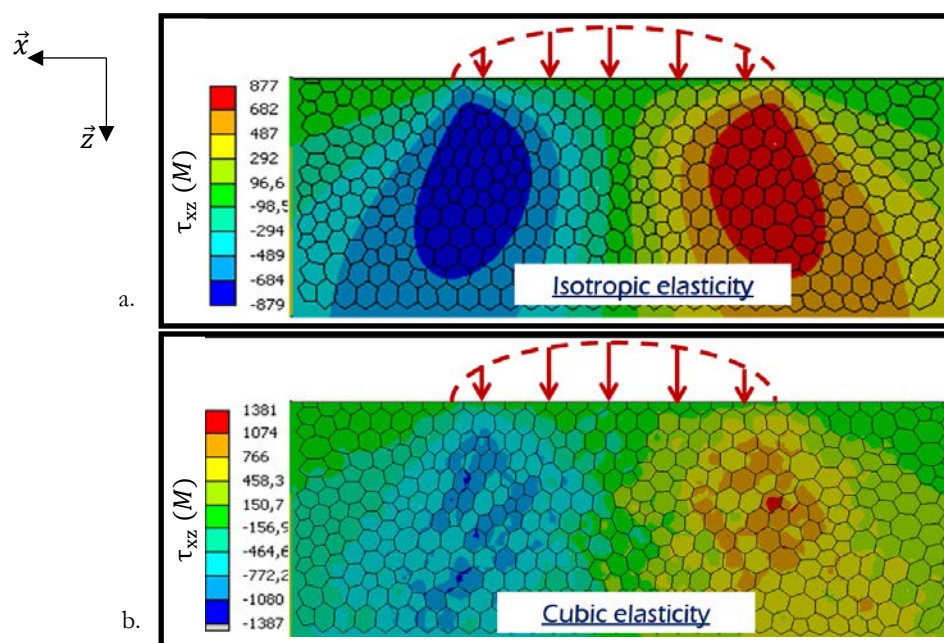 x⃗
z⃗
τxz (M)
877
682
487
292
96,6
-98,5
-294
-489
-684
-879
Isotropic elasticity
a.
τxz (M)
1381
1074
766
458,3
150,7
-156,9
-464,6
-772,2
-1080
-1387
Cubic elasticity
b.